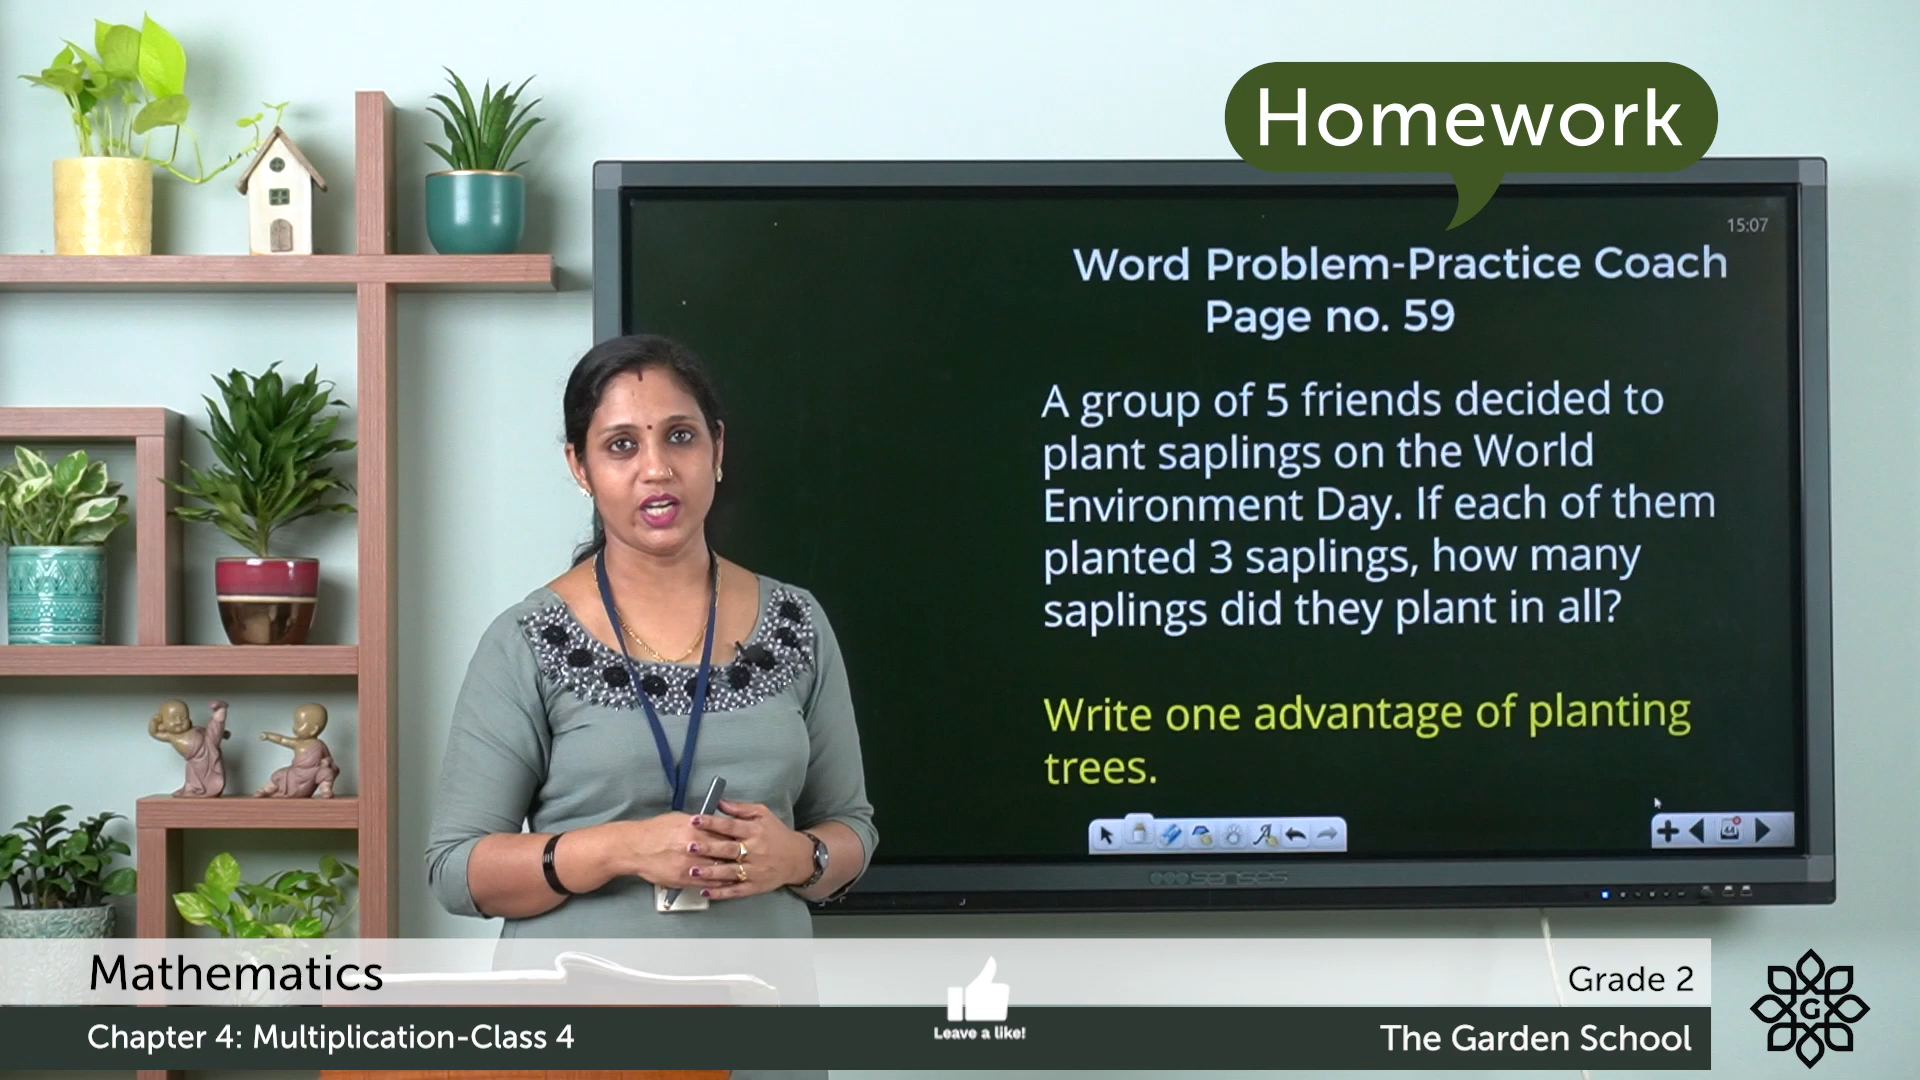 Homework
15:07
Word Problem-Practice Coach
Page no. 59
A group of 5 friends decided to
plant saplings on the World
Environment Day. If each of them
planted 3 saplings, how many
saplings did they plant in all?
Write one advantage of planting
trees.
44
senses
Mathematics
Grade 2
Chapter 4: Multiplication-Class 4
Leave a like!
The Garden School
G